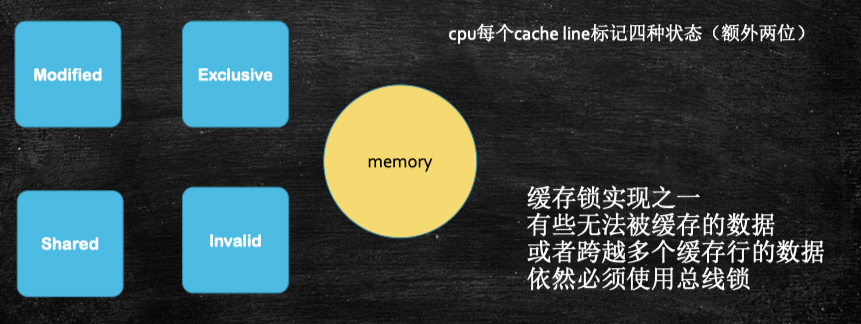 cpu每个cache line标记四种状态（额外两位）
Modified
Exclusive
memory
Shared
Invalid
缓存锁实现之一
有些无法被缓存的数据
或者跨越多个缓存行的数据
依然必须使用总线锁